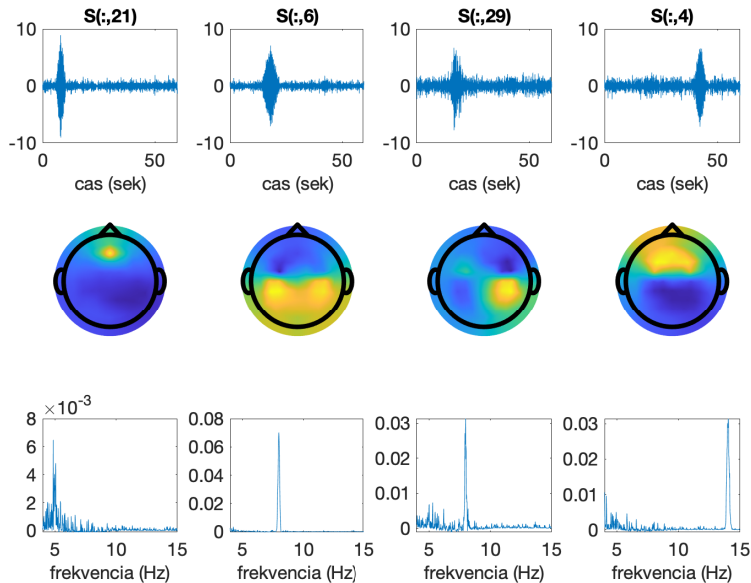 S(:,21) S(:,6) S(:,29) S(:,4)
10 10 10 10
0 0 0 0
-10 -10 -10 -10
0 50 0 50 0 50 0 50
cas (sek) cas (sek) cas (sek) cas (sek)
× 10⁻³
8 0.08 0.03 0.03
6 0.06
4 0.04 0.02 0.02
2 0.02 0.01 0.01
0 0 0 0
5 10 15 5 10 15 5 10 15 5 10 15
frekvencia (Hz) frekvencia (Hz) frekvencia (Hz) frekvencia (Hz)